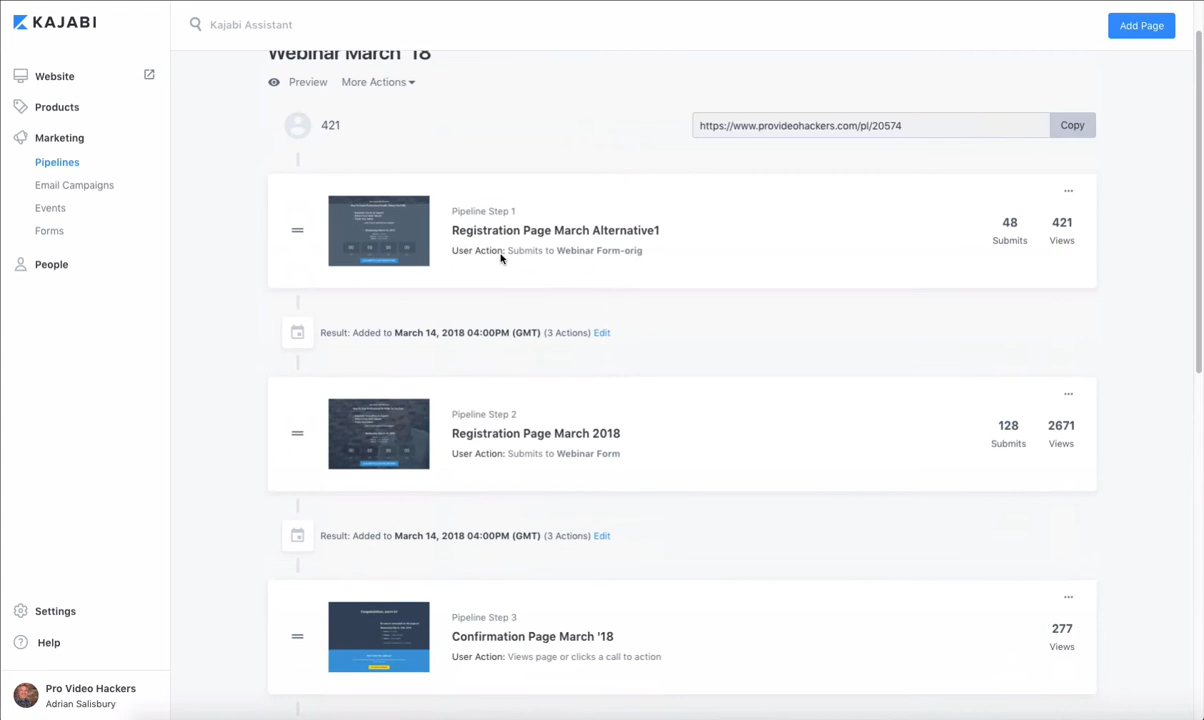 KAJABI
Kajabi Assistant
Add Page
Website
Products
Marketing
Pipelines
Email Campaigns
Events
Forms
People
Settings
Help
Pro Video Hackers
Adrian Salisbury
Webinar March '18
Preview More Actions
421
https://www.provideohackers.com/pl/20574 Copy
...
Pipeline Step 1
Registration Page March Alternative1
User Action: Submits to Webinar Form-orig
48 421
Submits Views
Result: Added to March 14, 2018 04:00PM (GMT) (3 Actions) Edit
...
Pipeline Step 2
Registration Page March 2018
User Action: Submits to Webinar Form
128 2671
Submits Views
Result: Added to March 14, 2018 04:00PM (GMT) (3 Actions) Edit
...
Pipeline Step 3
Confirmation Page March '18
User Action: Views page or clicks a call to action
277
Views